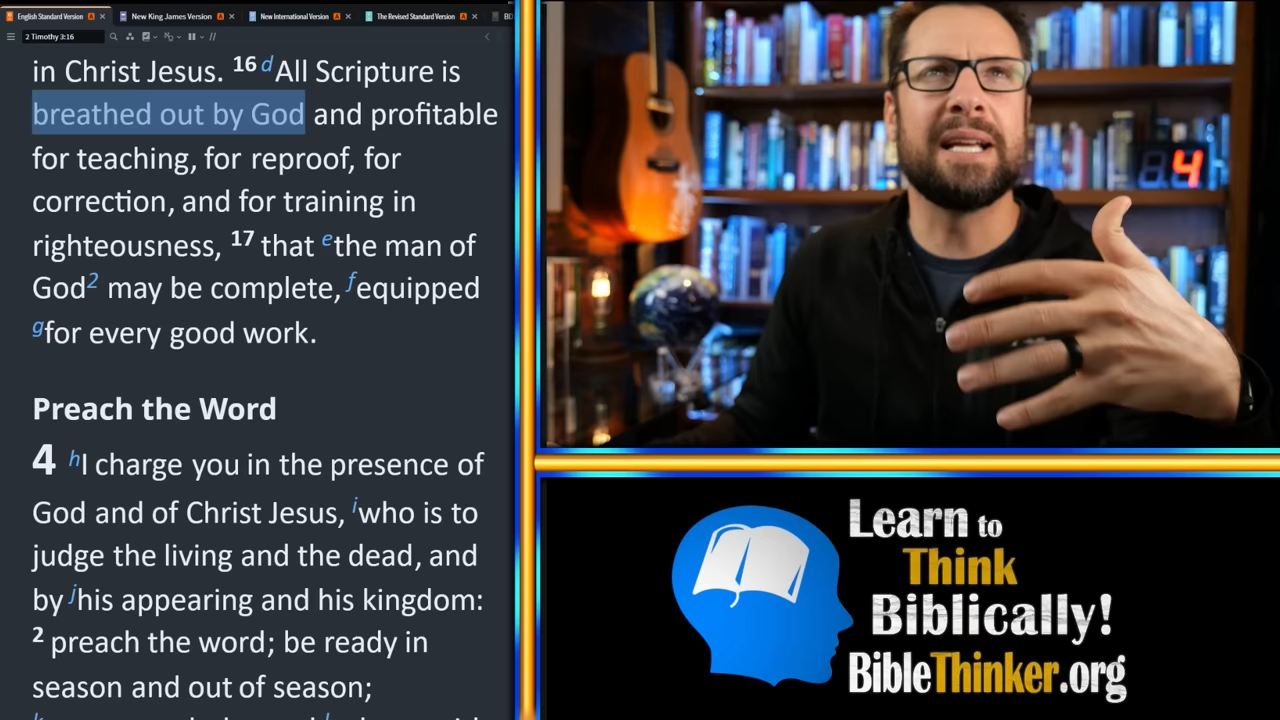 English Standard Version A
New King James Version A
New International Version A
The Revised Standard Version A
2 Timothy 3:16
in Christ Jesus. 16 d All Scripture is
breathed out by God and profitable
for teaching, for reproof, for
correction, and for training in
righteousness, 17 that e the man of
God2 may be complete, f equipped
g for every good work.
Preach the Word
4 h I charge you in the presence of
God and of Christ Jesus, i who is to
judge the living and the dead, and
by j his appearing and his kingdom:
2 preach the word; be ready in
season and out of season;
4
Learn to
Think
Biblically!
BibleThinker.org